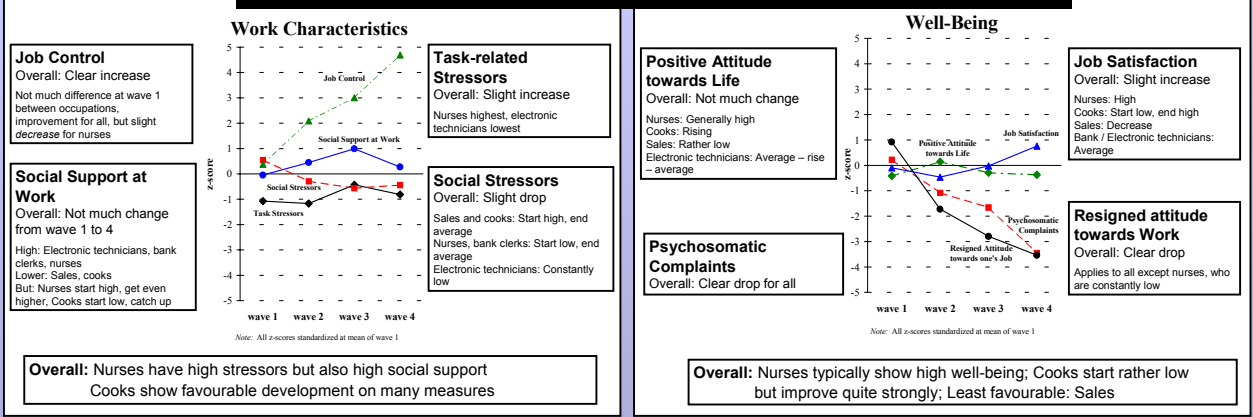 Work Characteristics
Job Control
Overall: Clear increase
Not much difference at wave 1
between occupations,
improvement for all, but slight
decrease for nurses
Social Support at
Work
Overall: Not much change
from wave 1 to 4
High: Electronic technicians, bank
clerks, nurses
Lower: Sales, cooks
But: Nurses start high, get even
higher, Cooks start low, catch up
5
4
3
2
1
0
-1
-2
-3
-4
-5
z-score
Job Control
Social Support at Work
Social Stressors
Task Stressors
wave 1 wave 2 wave 3 wave 4
Note: All z-scores standardized at mean of wave 1
Task-related
Stressors
Overall: Slight increase
Nurses highest, electronic
technicians lowest
Social Stressors
Overall: Slight drop
Sales and cooks: Start high, end
average
Nurses, bank clerks: Start low, end
average
Electronic technicians: Constantly
low
Overall: Nurses have high stressors but also high social support
Cooks show favourable development on many measures
Well-Being
Positive Attitude
towards Life
Overall: Not much change
Nurses: Generally high
Cooks: Rising
Sales: Rather low
Electronic technicians: Average – rise
– average
Psychosomatic
Complaints
Overall: Clear drop for all
5
4
3
2
1
0
-1
-2
-3
-4
-5
z-score
Job Satisfaction
Positive Attitude
towards Life
Psychosomatic
Complaints
Resigned Attitude
towards one's Job
wave 1 wave 2 wave 3 wave 4
Note: All z-scores standardized at mean of wave 1
Job Satisfaction
Overall: Slight increase
Nurses: High
Cooks: Start low, end high
Sales: Decrease
Bank / Electronic technicians:
Average
Resigned attitude
towards Work
Overall: Clear drop
Applies to all except nurses, who
are constantly low
Overall: Nurses typically show high well-being; Cooks start rather low
but improve quite strongly; Least favourable: Sales